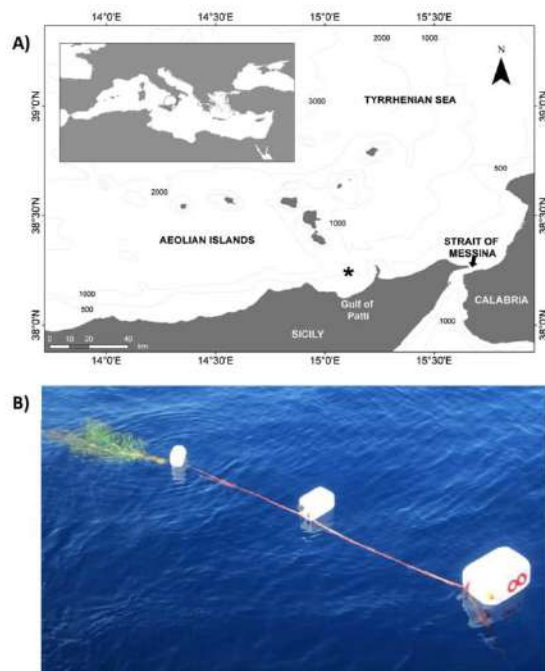 A)
14°0'E 14°30'E 15°0'E 15°30'E
2000 1000
N
39°0'N
TYRRHENIAN SEA
3000
500
2000
38°30'N
1000
AEOLIAN ISLANDS
STRAIT OF
MESSINA
*
1000
500
Gulf of
Patti
CALABRIA
38°0'N
1000
SICILY
0 10 20 40
km
14°0'E 14°30'E 15°0'E 15°30'E
39°0'N
38°30'N
38°0'N
B)